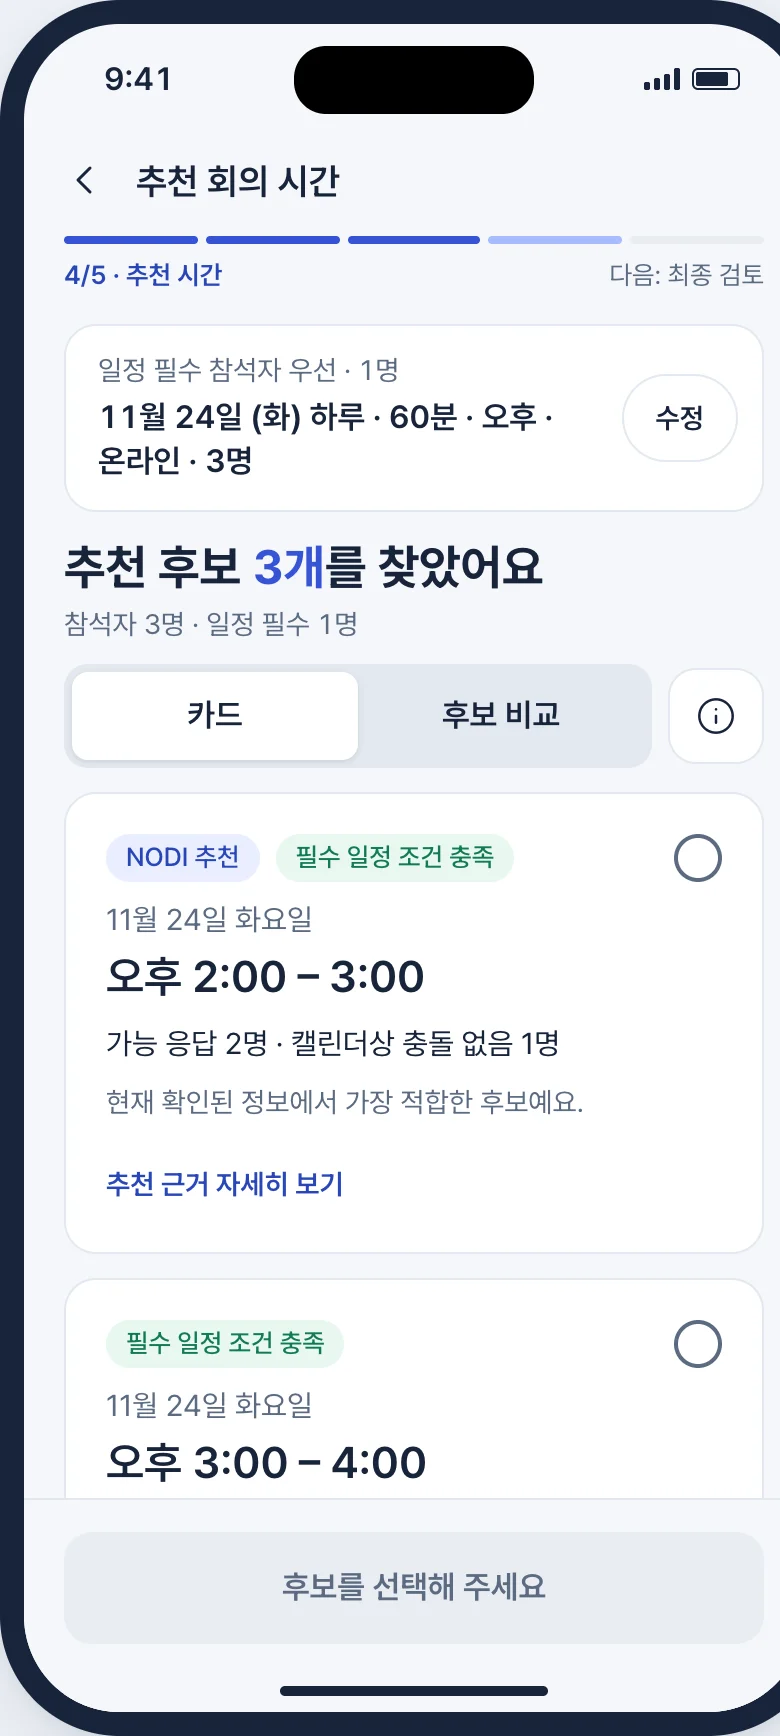 9:41
추천 회의 시간
4/5 · 추천 시간
다음: 최종 검토
일정 필수 참석자 우선 · 1명
11월 24일 (화) 하루 · 60분 · 오후 ·
온라인 · 3명
수정
추천 후보 3개를 찾았어요
참석자 3명 · 일정 필수 1명
카드
후보 비교
NODI 추천
필수 일정 조건 충족
11월 24일 화요일
오후 2:00 – 3:00
가능 응답 2명 · 캘린더상 충돌 없음 1명
현재 확인된 정보에서 가장 적합한 후보예요.
추천 근거 자세히 보기
필수 일정 조건 충족
11월 24일 화요일
오후 3:00 – 4:00
후보를 선택해 주세요